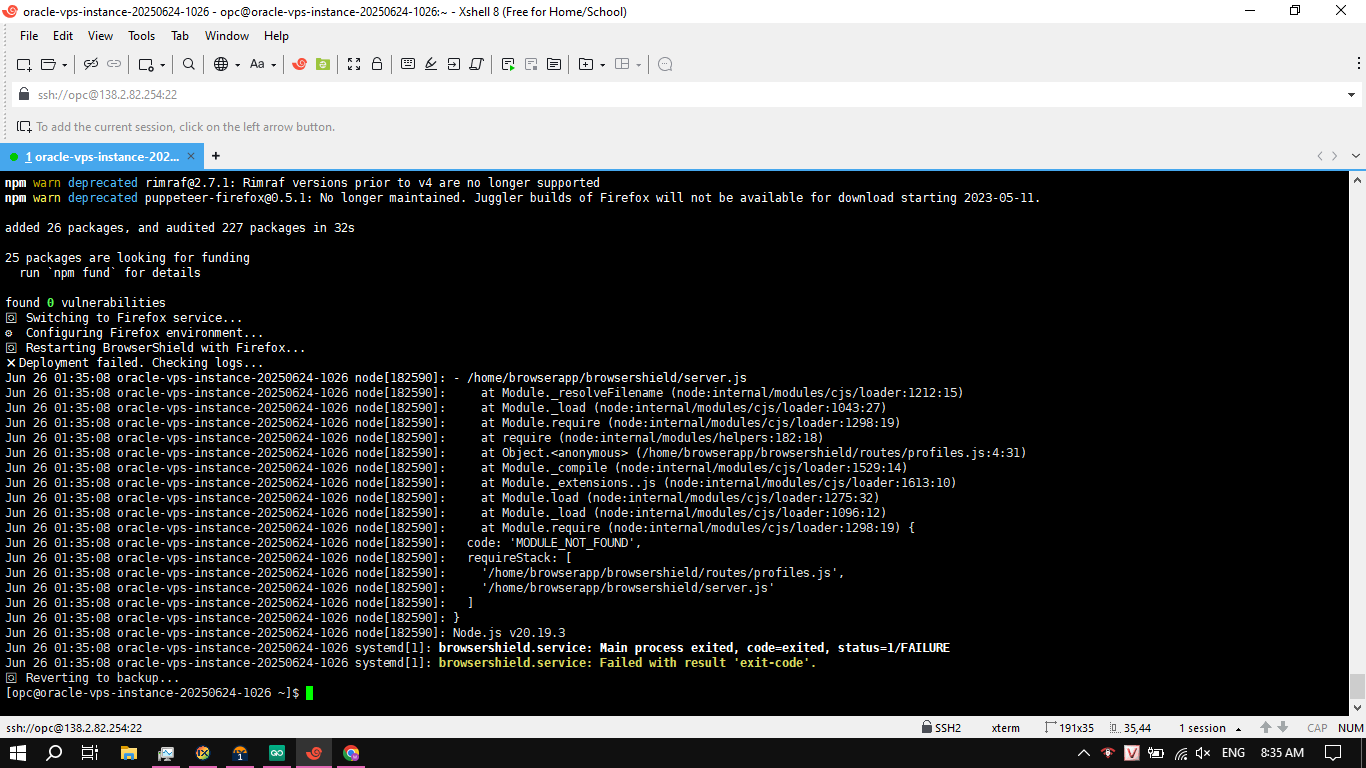 oracle-vps-instance-20250624-1026 - opc@oracle-vps-instance-20250624-1026:~ - Xshell 8 (Free for Home/School)
File Edit View Tools Tab Window Help
ssh://opc@138.2.82.254:22
To add the current session, click on the left arrow button.
1 oracle-vps-instance-202...
npm warn deprecated rimraf@2.7.1: Rimraf versions prior to v4 are no longer supported
npm warn deprecated puppeteer-firefox@0.5.1: No longer maintained. Juggler builds of Firefox will not be available for download starting 2023-05-11.
added 26 packages, and audited 227 packages in 32s
25 packages are looking for funding
run `npm fund` for details
found 0 vulnerabilities
Switching to Firefox service...
Configuring Firefox environment...
Restarting BrowserShield with Firefox...
Deployment failed. Checking logs...
Jun 26 01:35:08 oracle-vps-instance-20250624-1026 node[182590]: - /home/browserapp/browsershield/server.js
Jun 26 01:35:08 oracle-vps-instance-20250624-1026 node[182590]:     at Module._resolveFilename (node:internal/modules/cjs/loader:1212:15)
Jun 26 01:35:08 oracle-vps-instance-20250624-1026 node[182590]:     at Module._load (node:internal/modules/cjs/loader:1043:27)
Jun 26 01:35:08 oracle-vps-instance-20250624-1026 node[182590]:     at Module.require (node:internal/modules/cjs/loader:1298:19)
Jun 26 01:35:08 oracle-vps-instance-20250624-1026 node[182590]:     at require (node:internal/modules/helpers:182:18)
Jun 26 01:35:08 oracle-vps-instance-20250624-1026 node[182590]:     at Object.<anonymous> (/home/browserapp/browsershield/routes/profiles.js:4:31)
Jun 26 01:35:08 oracle-vps-instance-20250624-1026 node[182590]:     at Module._compile (node:internal/modules/cjs/loader:1529:14)
Jun 26 01:35:08 oracle-vps-instance-20250624-1026 node[182590]:     at Module._extensions..js (node:internal/modules/cjs/loader:1613:10)
Jun 26 01:35:08 oracle-vps-instance-20250624-1026 node[182590]:     at Module.load (node:internal/modules/cjs/loader:1275:32)
Jun 26 01:35:08 oracle-vps-instance-20250624-1026 node[182590]:     at Module._load (node:internal/modules/cjs/loader:1096:12)
Jun 26 01:35:08 oracle-vps-instance-20250624-1026 node[182590]:     at Module.require (node:internal/modules/cjs/loader:1298:19) {
Jun 26 01:35:08 oracle-vps-instance-20250624-1026 node[182590]:   code: 'MODULE_NOT_FOUND',
Jun 26 01:35:08 oracle-vps-instance-20250624-1026 node[182590]:   requireStack: [
Jun 26 01:35:08 oracle-vps-instance-20250624-1026 node[182590]:     '/home/browserapp/browsershield/routes/profiles.js',
Jun 26 01:35:08 oracle-vps-instance-20250624-1026 node[182590]:     '/home/browserapp/browsershield/server.js'
Jun 26 01:35:08 oracle-vps-instance-20250624-1026 node[182590]:   ]
Jun 26 01:35:08 oracle-vps-instance-20250624-1026 node[182590]: }
Jun 26 01:35:08 oracle-vps-instance-20250624-1026 node[182590]: Node.js v20.19.3
Jun 26 01:35:08 oracle-vps-instance-20250624-1026 systemd[1]: browsershield.service: Main process exited, code=exited, status=1/FAILURE
Jun 26 01:35:08 oracle-vps-instance-20250624-1026 systemd[1]: browsershield.service: Failed with result 'exit-code'.
Reverting to backup...
[opc@oracle-vps-instance-20250624-1026 ~]$
ssh://opc@138.2.82.254:22 SSH2 xterm 191x35 35,44 1 session CAP NUM
ENG 8:35 AM